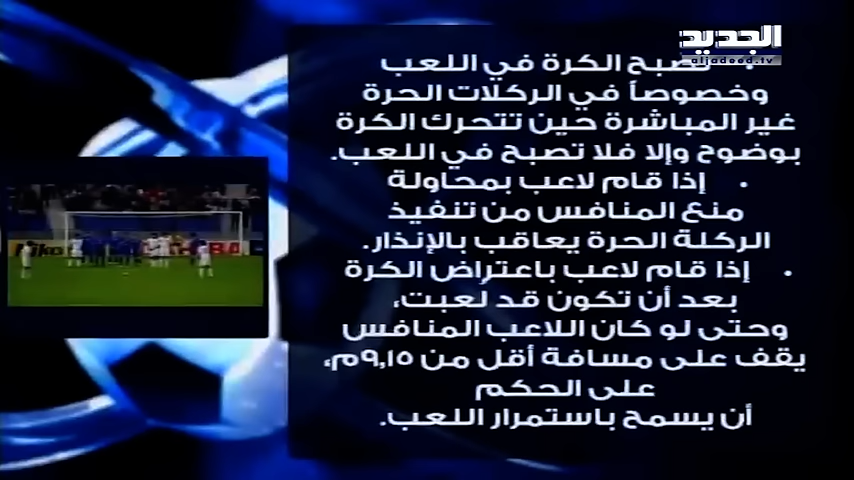 الجديد
aljadeed.tv
• تصبح الكرة في اللعب
وخصوصاً في الركلات الحرة
غير المباشرة حين تتحرك الكرة
بوضوح وإلا فلا تصبح في اللعب.
• إذا قام لاعب بمحاولة
منع المنافس من تنفيذ
الركلة الحرة يعاقب بالإنذار.
• إذا قام لاعب باعتراض الكرة
بعد أن تكون قد لُعبت،
وحتى لو كان اللاعب المنافس
يقف على مسافة أقل من ٩,١٥م،
على الحكم
أن يسمح باستمرار اللعب.